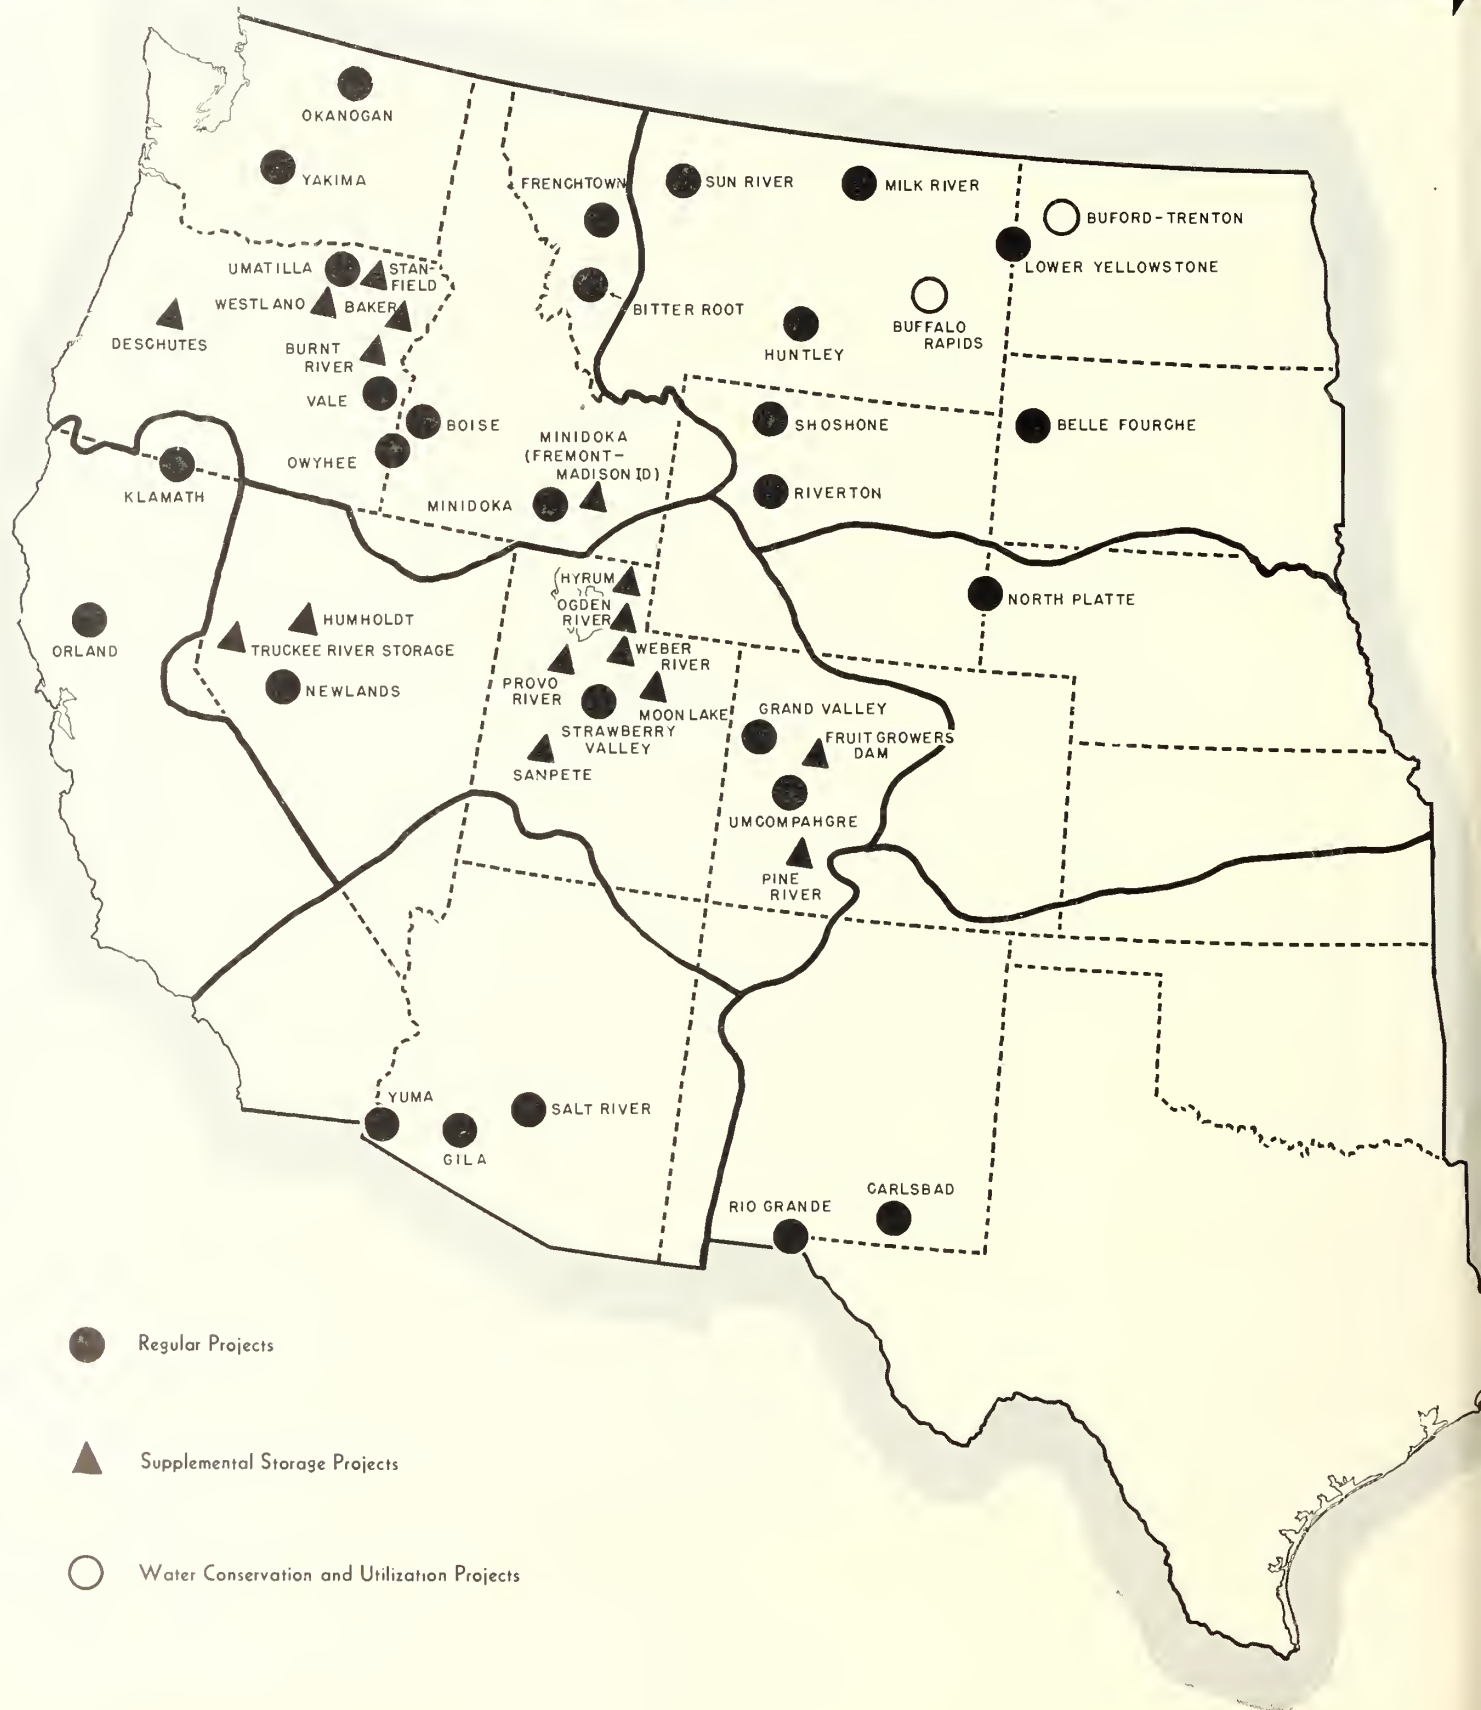 OKANOGAN
YAKIMA
FRENCHTOWN
SUN RIVER
MILK RIVER
BUFORD-TRENTON
LOWER YELLOWSTONE
UMATILLA
STAN-
FIELD
WESTLANO
BAKER
DESCHUTES
BURNT
RIVER
BITTER ROOT
HUNTLEY
BUFFALO
RAPIDS
VALE
BOISE
OWYHEE
MINIDOKA
(FREMONT-
MADISON ID)
MINIDOKA
SHOSHONE
BELLE FOURCHE
RIVERTON
KLAMATH
HYRUM
OGDEN
RIVER
NORTH PLATTE
ORLAND
HUMHOLDT
TRUCKEE RIVER STORAGE
NEWLANDS
WEBER
RIVER
PROVO
RIVER
MOON LAKE
STRAWBERRY
VALLEY
SANPETE
GRAND VALLEY
FRUIT GROWERS
DAM
UMCOMPAHGRE
PINE
RIVER
YUMA
GILA
SALT RIVER
RIO GRANDE
CARLSBAD
Regular Projects
Supplemental Storage Projects
Water Conservation and Utilization Projects